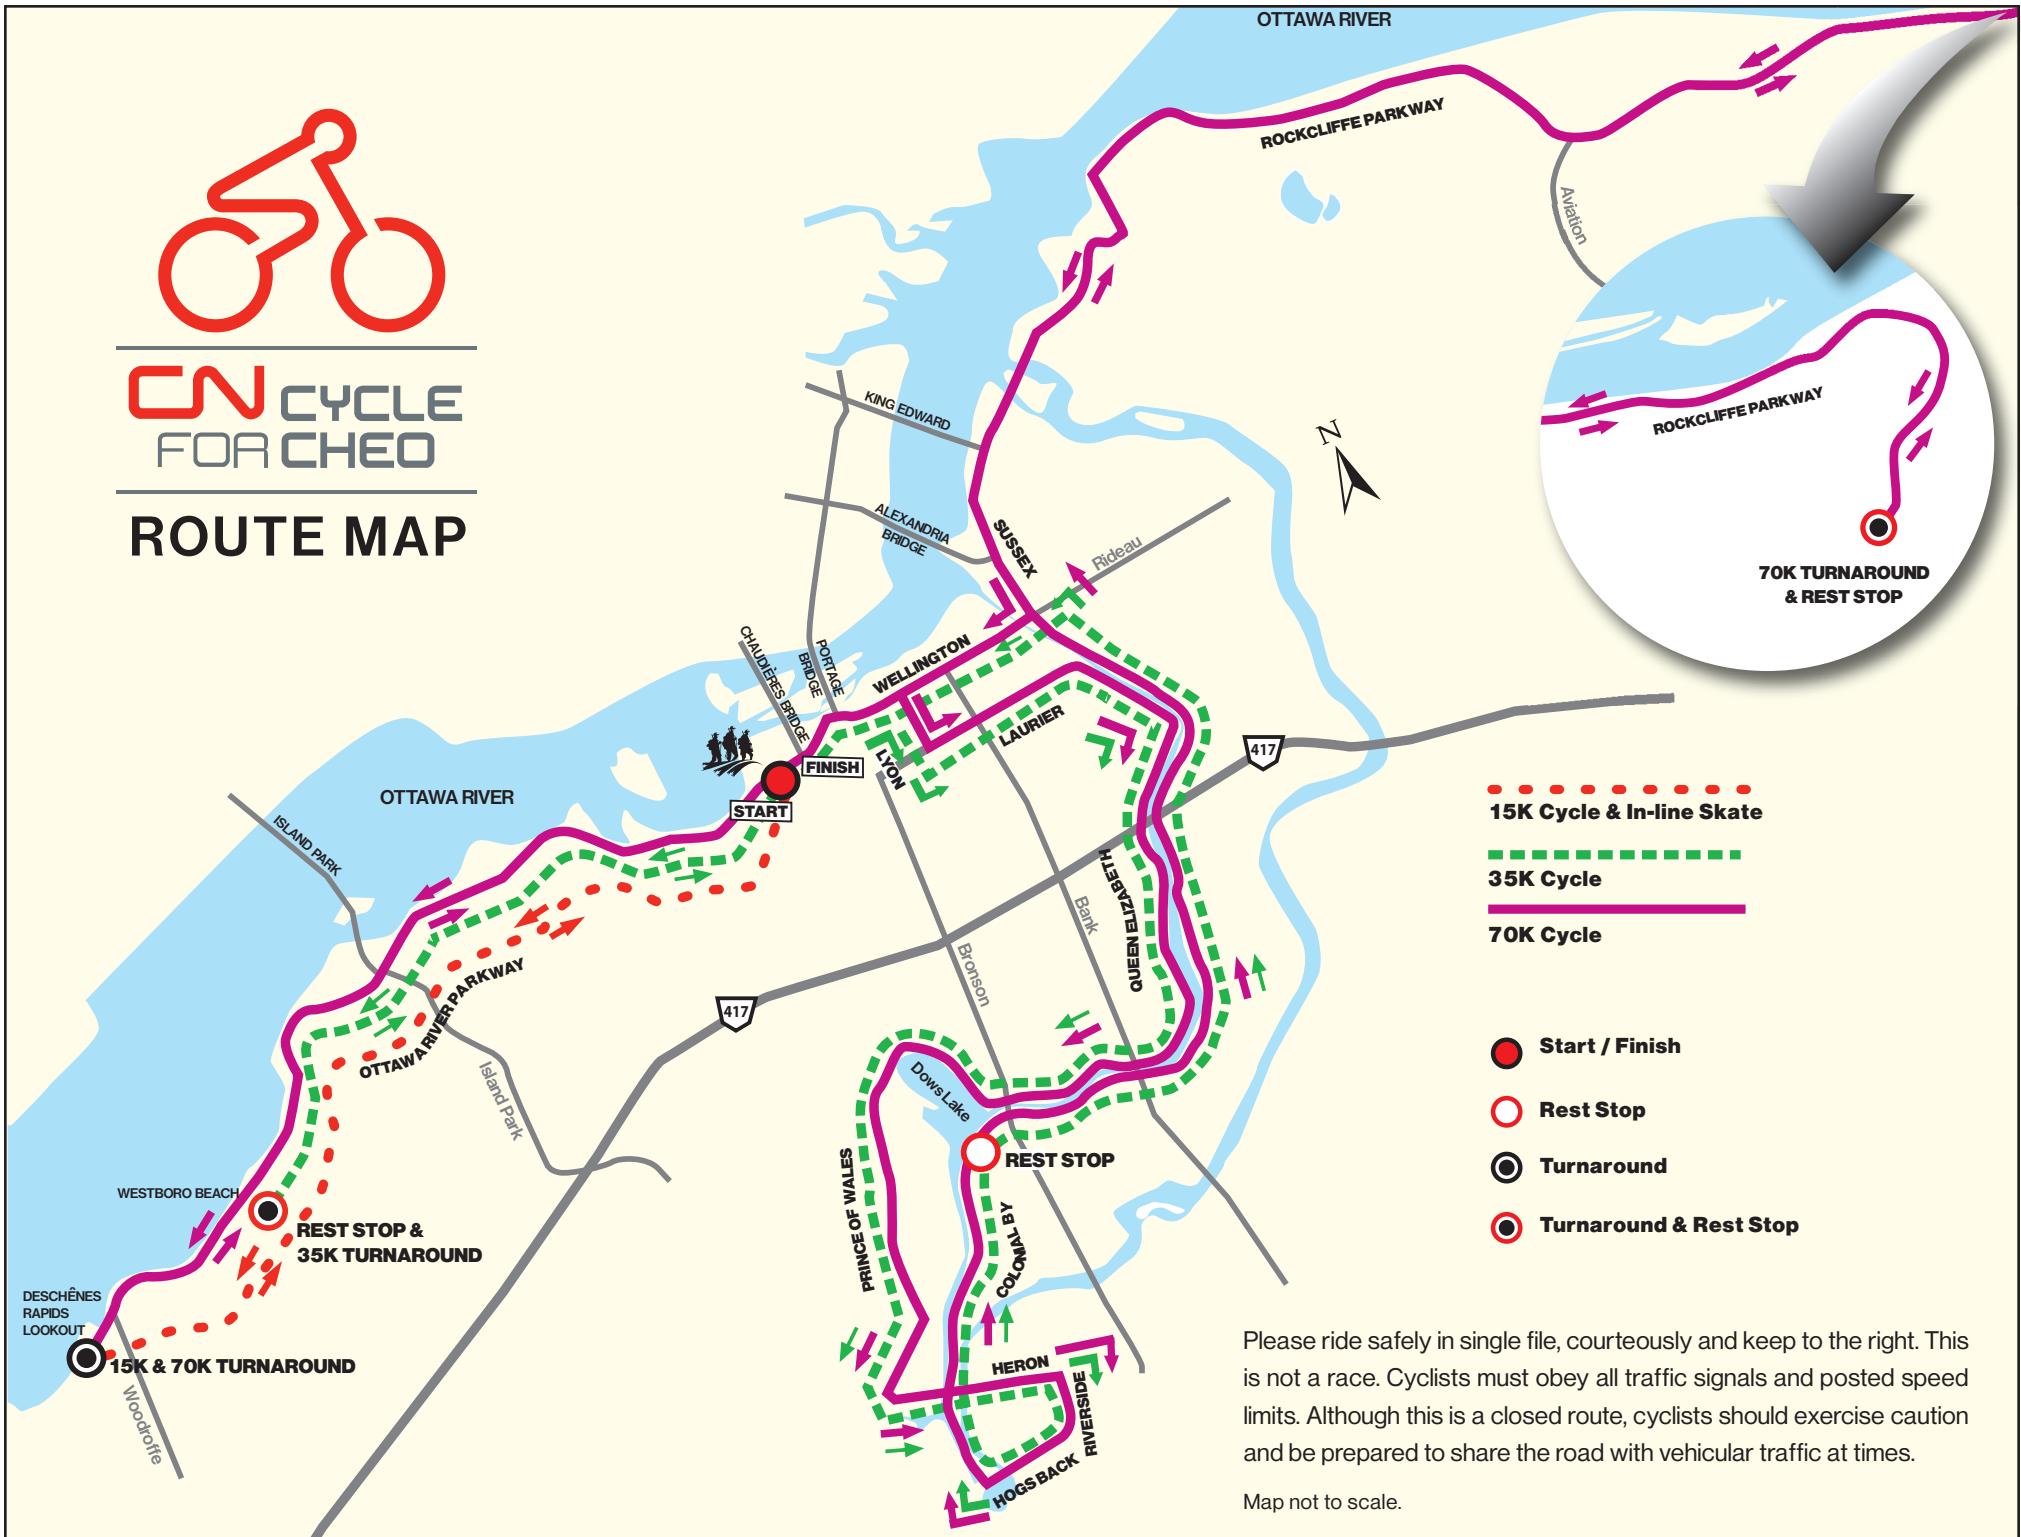 OTTAWA RIVER
ROCKCLIFFE PARKWAY
Aviation
CN CYCLE
FOR CHEO
ROUTE MAP
KING EDWARD
N
ALEXANDRIA
BRIDGE
SUSSEX
Rideau
ROCKCLIFFE PARKWAY
70K TURNAROUND
& REST STOP
CHAUDIÈRES BRIDGE
PORTAGE
BRIDGE
WELLINGTON
LAURIER
LYON
417
FINISH
START
OTTAWA RIVER
ISLAND PARK
15K Cycle & In-line Skate
35K Cycle
70K Cycle
QUEEN ELIZABETH
Bank
Bronson
OTTAWA RIVER PARKWAY
417
Island Park
Dows Lake
Start / Finish
Rest Stop
Turnaround
Turnaround & Rest Stop
REST STOP
PRINCE OF WALES
COLONIAL BY
WESTBORO BEACH
REST STOP &
35K TURNAROUND
DESCHÊNES
RAPIDS
LOOKOUT
15K & 70K TURNAROUND
Woodroffe
HERON
RIVERSIDE
HOGS BACK
Please ride safely in single file, courteously and keep to the right. This
is not a race. Cyclists must obey all traffic signals and posted speed
limits. Although this is a closed route, cyclists should exercise caution
and be prepared to share the road with vehicular traffic at times.
Map not to scale.